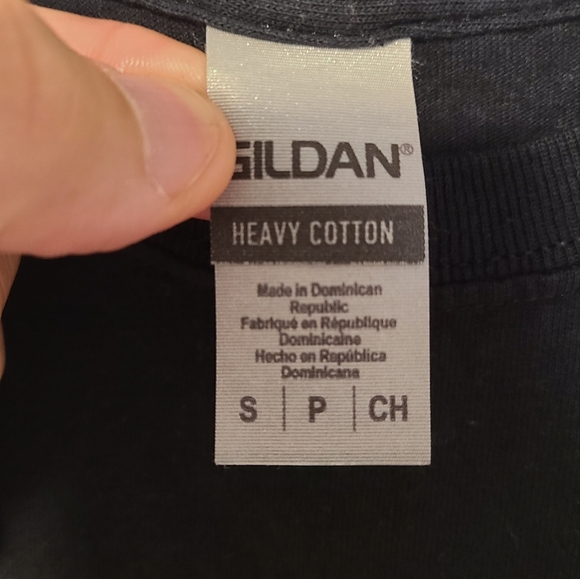 GILDAN®
HEAVY COTTON
Made in Dominican
Republic
Fabriqué en République
Dominicaine
Hecho en República
Dominicana
S | P | CH